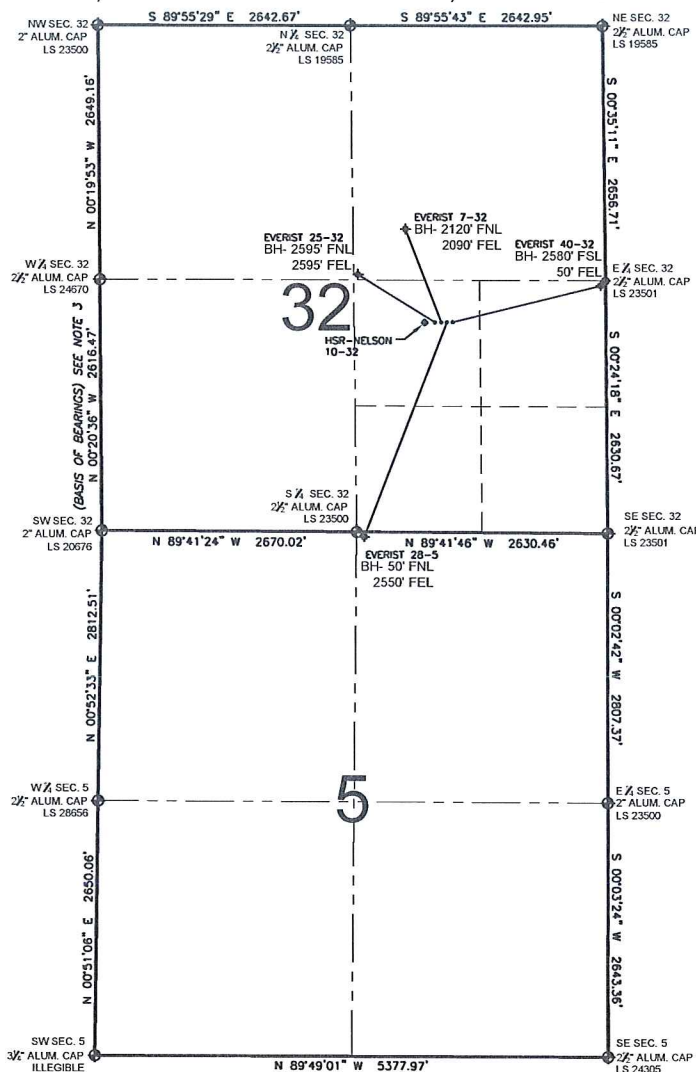 S 89°55'29" E 2642.67'
S 89°55'43" E 2642.95'
NW SEC. 32
2" ALUM. CAP
LS 23500
N ½ SEC. 32
2½" ALUM. CAP
LS 19585
NE SEC. 32
2½" ALUM. CAP
LS 19585
N 00°19'53" W 2649.16'
S 00°35'11" E 2656.71'
EVERIST 7-32
BH- 2120' FNL
2090' FEL
EVERIST 25-32
BH- 2595' FNL
2595' FEL
EVERIST 40-32
BH- 2580' FSL
50' FEL
W ¼ SEC. 32
2½" ALUM. CAP
LS 24670
E ¼ SEC. 32
2½" ALUM. CAP
LS 23501
32
HSR-NELSON
10-32
(BASIS OF BEARINGS) SEE NOTE 3
N 00°20'36" W 2616.47'
S 00°24'18" E 2630.67'
S ¼ SEC. 32
2½" ALUM. CAP
LS 23500
SW SEC. 32
2" ALUM. CAP
LS 20676
SE SEC. 32
2½" ALUM. CAP
LS 23501
N 89°41'24" W 2670.02'
N 89°41'46" W 2630.46'
EVERIST 28-5
BH- 50' FNL
2550' FEL
N 00°52'33" E 2812.51'
S 00°02'42" W 2807.37'
W ¼ SEC. 5
2½" ALUM. CAP
LS 28656
5
E ¼ SEC. 5
2" ALUM. CAP
LS 23500
N 00°51'06" E 2650.06'
S 00°03'24" W 2643.36'
SW SEC. 5
3½" ALUM. CAP
ILLEGIBLE
SE SEC. 5
2½" ALUM. CAP
LS 24305
N 89°49'01" W 5377.97'